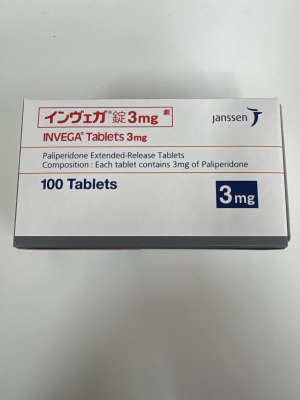 インヴェガ®錠3mg 劇
INVEGA® Tablets 3mg
janssen
Paliperidone Extended-Release Tablets
Composition : Each tablet contains 3mg of Paliperidone
100 Tablets
3mg